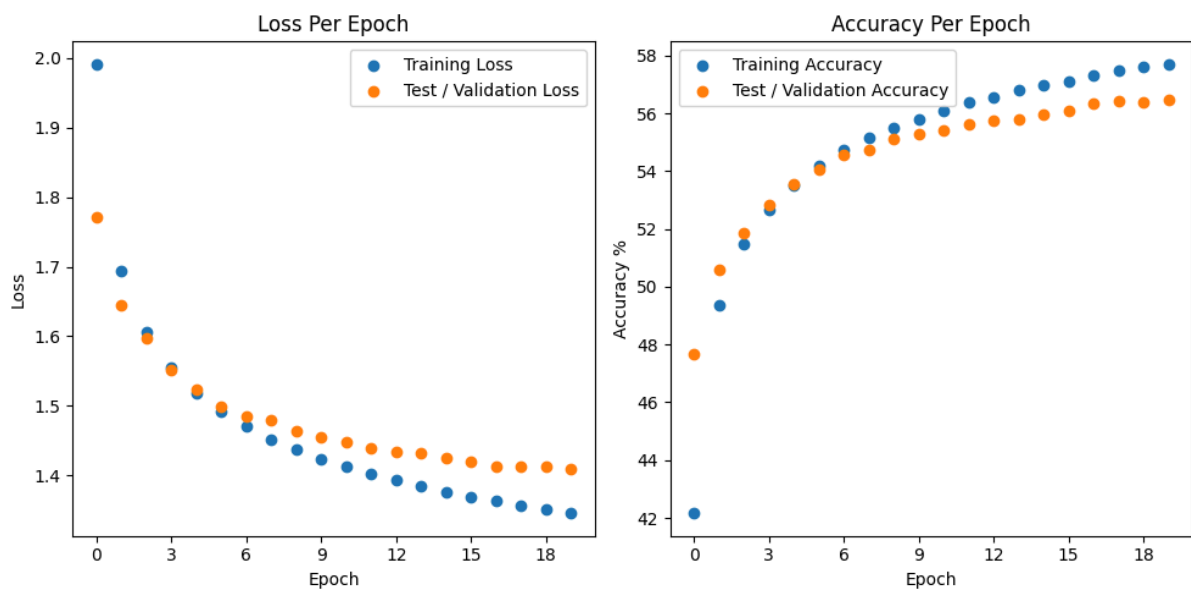 Loss Per Epoch
Training Loss
Test / Validation Loss
2.0
1.9
1.8
1.7
1.6
1.5
1.4
Loss
0 3 6 9 12 15 18
Epoch
Accuracy Per Epoch
Training Accuracy
Test / Validation Accuracy
58
56
54
52
50
48
46
44
42
Accuracy %
0 3 6 9 12 15 18
Epoch